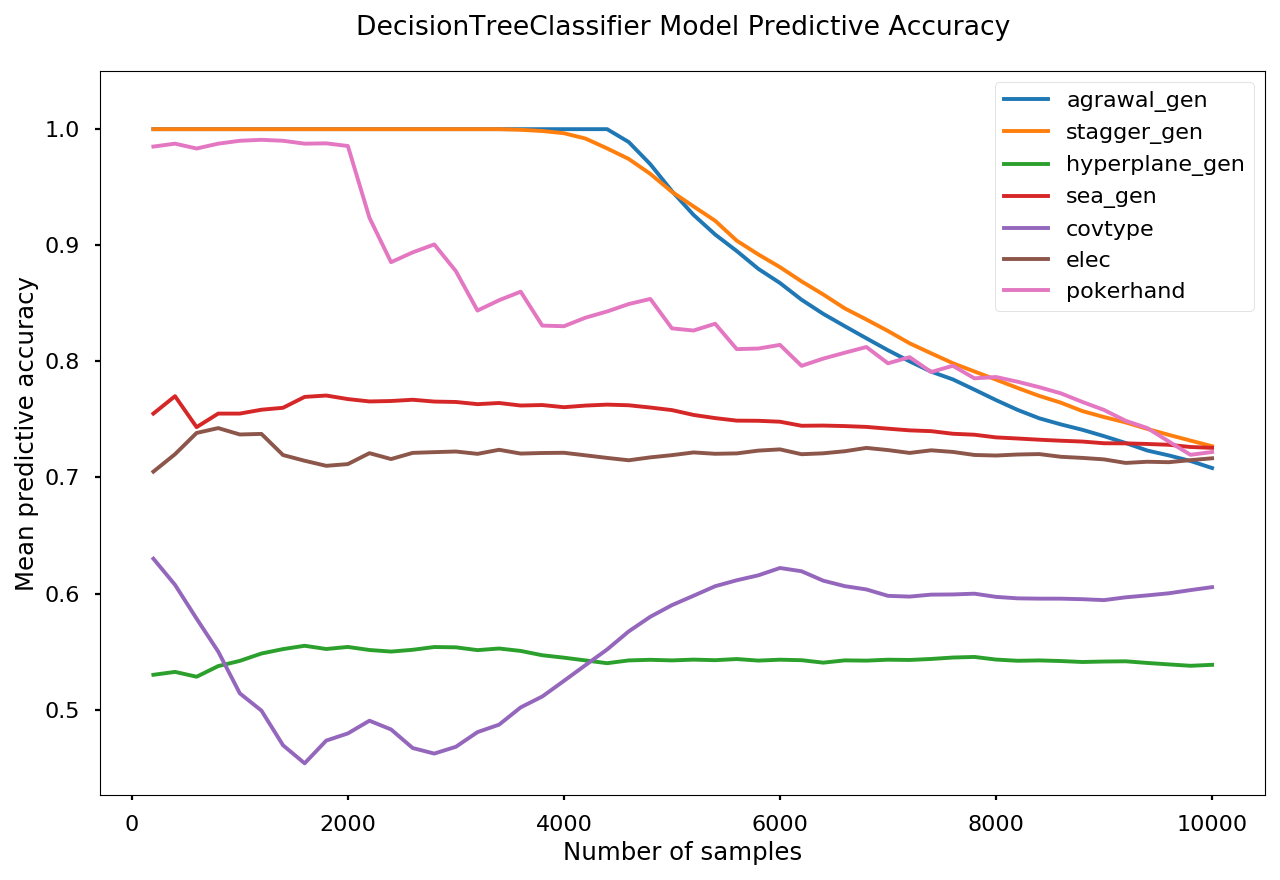 DecisionTreeClassifier Model Predictive Accuracy
Mean predictive accuracy
1.0
0.9
0.8
0.7
0.6
0.5
agrawal_gen
stagger_gen
hyperplane_gen
sea_gen
covtype
elec
pokerhand
0 2000 4000 6000 8000 10000
Number of samples